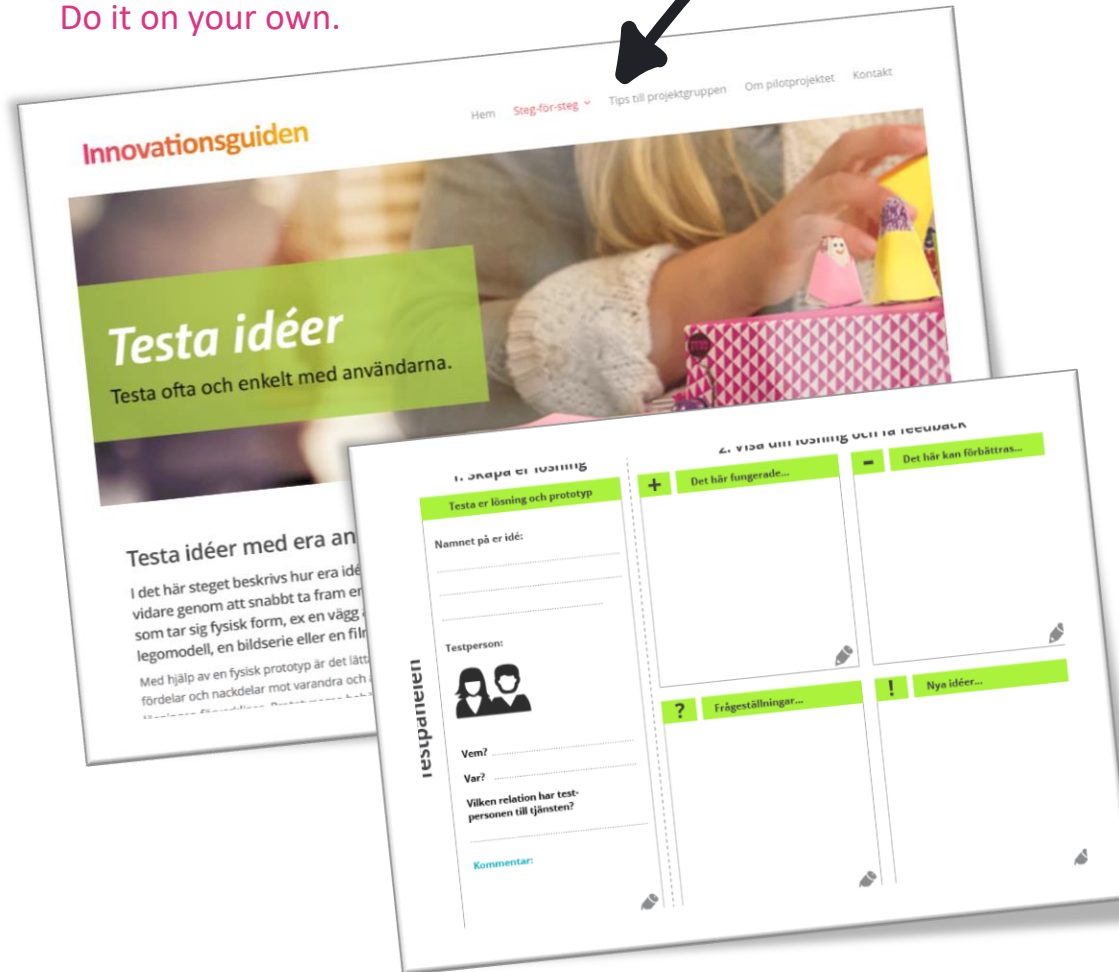 Do it on your own.
Innovationsguiden
Hem Steg-för-steg Tips till projektgruppen Om pilotprojektet Kontakt
Testa idéer
Testa ofta och enkelt med användarna.
Testa idéer med era an
I det här steget beskrivs hur era idé
vidare genom att snabbt ta fram er
som tar sig fysisk form, ex en vägg
legomodell, en bildserie eller en film
Med hjälp av en fysisk prototyp är det lätta
fördelar och nackdelar mot varandra och
Testpanelen
1. Skapa er lösning
Testa er lösning och prototyp
Namnet på er idé:
Testperson:
Vem?
Var?
Vilken relation har test-
personen till tjänsten?
Kommentar:
2. Visa din lösning och få feedback
+ Det här fungerade...
- Det här kan förbättras...
? Frågeställningar...
! Nya idéer...